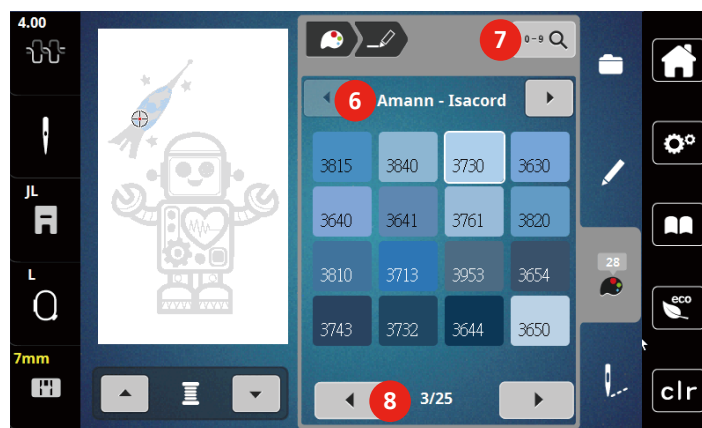 4.00
JL
L
7mm
7
0-9
6
Amann - Isacord
3815 3840 3730 3630
3640 3641 3761 3820
3810 3713 3953 3654
3743 3732 3644 3650
8
3/25
28
eco
clr